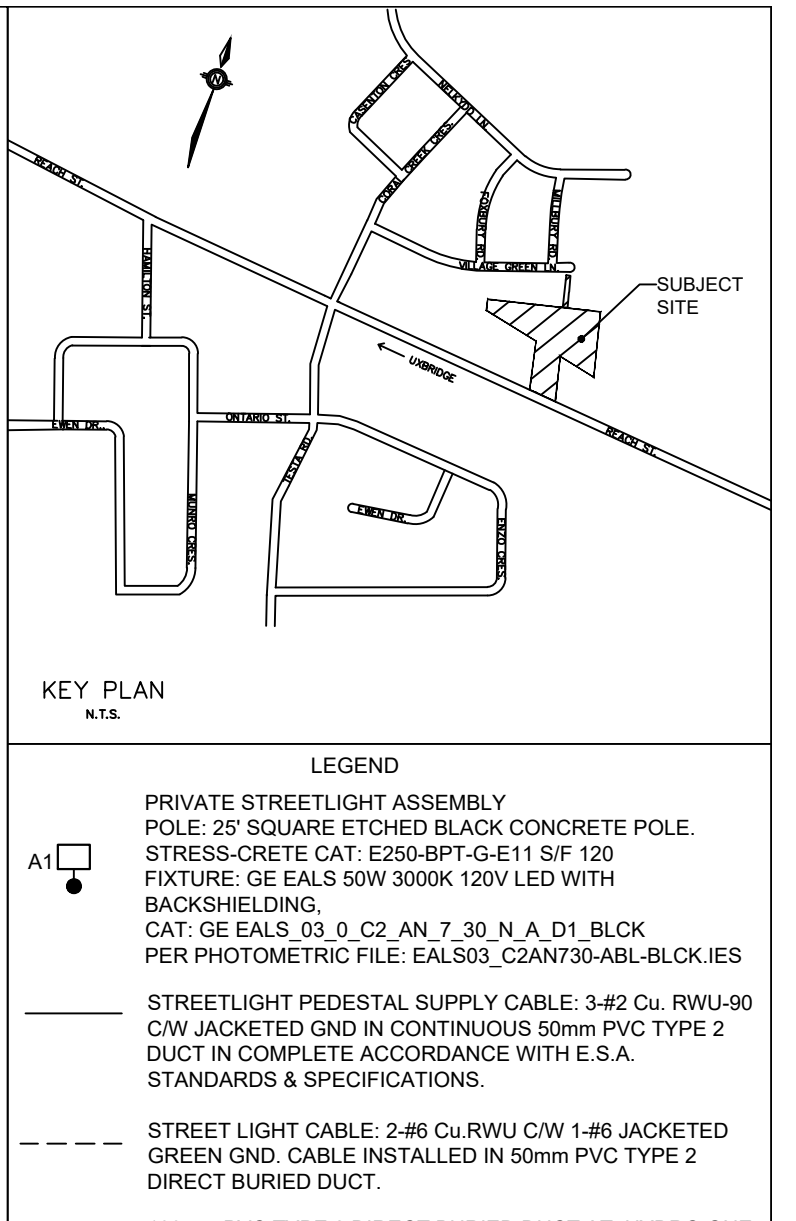 N
CASENTON CRES
NELKYDD LN
REACH ST.
CORAL CREEK CRES.
FOXBURY RD
MILLBURY RD
HAMILTON ST.
VILLAGE GREEN LN.
SUBJECT
SITE
UXBRIDGE
EWEN DR..
ONTARIO ST.
REACH ST.
TESTA RD.
MUNRO CRES.
EWEN DR.
ENZO CRES.
KEY PLAN
N.T.S.
LEGEND
A1
PRIVATE STREETLIGHT ASSEMBLY
POLE: 25' SQUARE ETCHED BLACK CONCRETE POLE.
STRESS-CRETE CAT: E250-BPT-G-E11 S/F 120
FIXTURE: GE EALS 50W 3000K 120V LED WITH
BACKSHIELDING,
CAT: GE EALS_03_0_C2_AN_7_30_N_A_D1_BLCK
PER PHOTOMETRIC FILE: EALS03_C2AN730-ABL-BLCK.IES
STREETLIGHT PEDESTAL SUPPLY CABLE: 3-#2 Cu. RWU-90
C/W JACKETED GND IN CONTINUOUS 50mm PVC TYPE 2
DUCT IN COMPLETE ACCORDANCE WITH E.S.A.
STANDARDS & SPECIFICATIONS.
STREET LIGHT CABLE: 2-#6 Cu.RWU C/W 1-#6 JACKETED
GREEN GND. CABLE INSTALLED IN 50mm PVC TYPE 2
DIRECT BURIED DUCT.